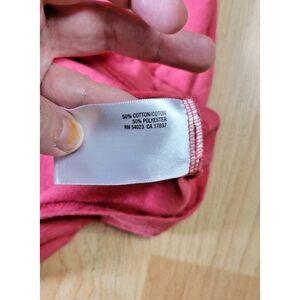 50% COTTON/COTON
50% POLYESTER
RN 54023 CA 17897